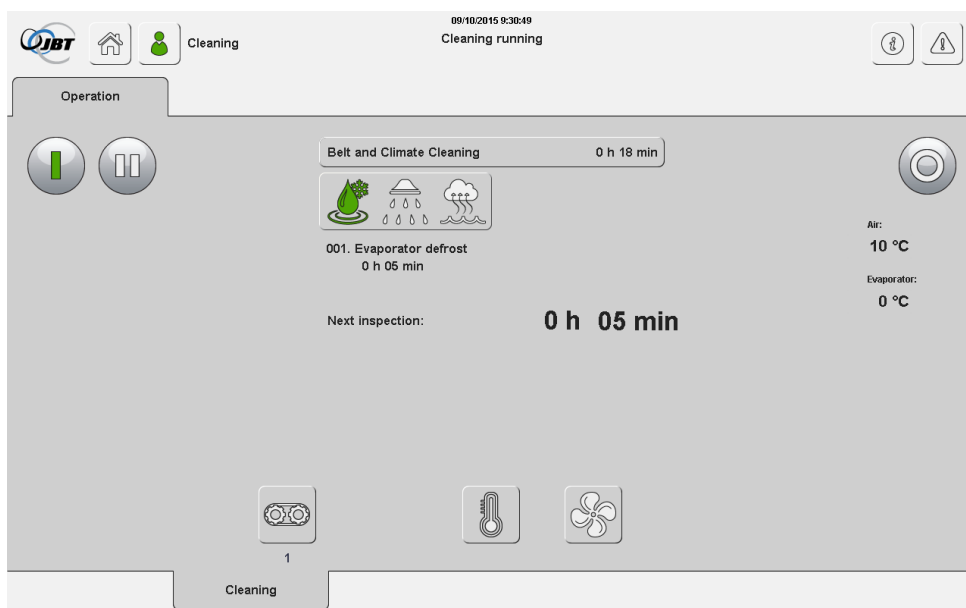 09/10/2015 9:30:49
JBT
Cleaning
Cleaning running
Operation
Belt and Climate Cleaning 0 h 18 min
001. Evaporator defrost
0 h 05 min
Next inspection: 0 h 05 min
Air:
10 °C
Evaporator:
0 °C
1
Cleaning